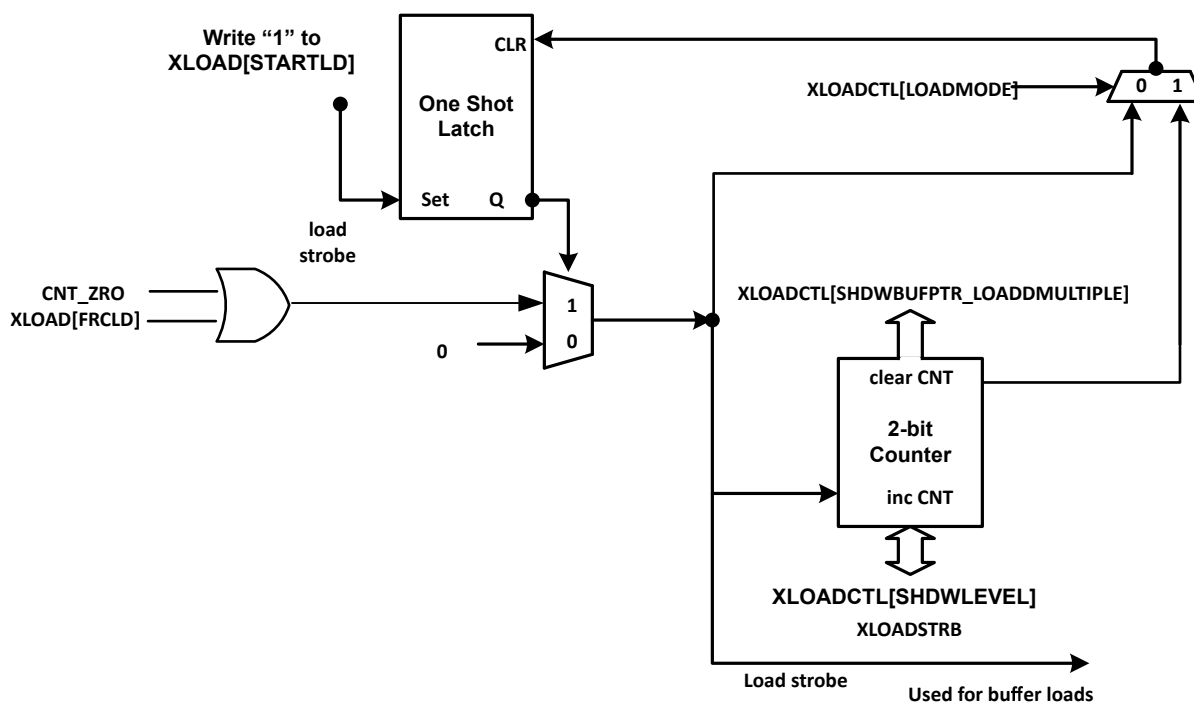 Write “1” to
XLOAD[STARTLD]
CLR
One Shot
Latch
Set Q
XLOADCTL[LOADMODE]
0 1
load
strobe
CNT_ZRO
XLOAD[FRCLD]
1
0
0
XLOADCTL[SHDWBUFPTR_LOADDMULTIPLE]
clear CNT
2-bit
Counter
inc CNT
XLOADCTL[SHDWLEVEL]
XLOADSTRB
Load strobe
Used for buffer loads